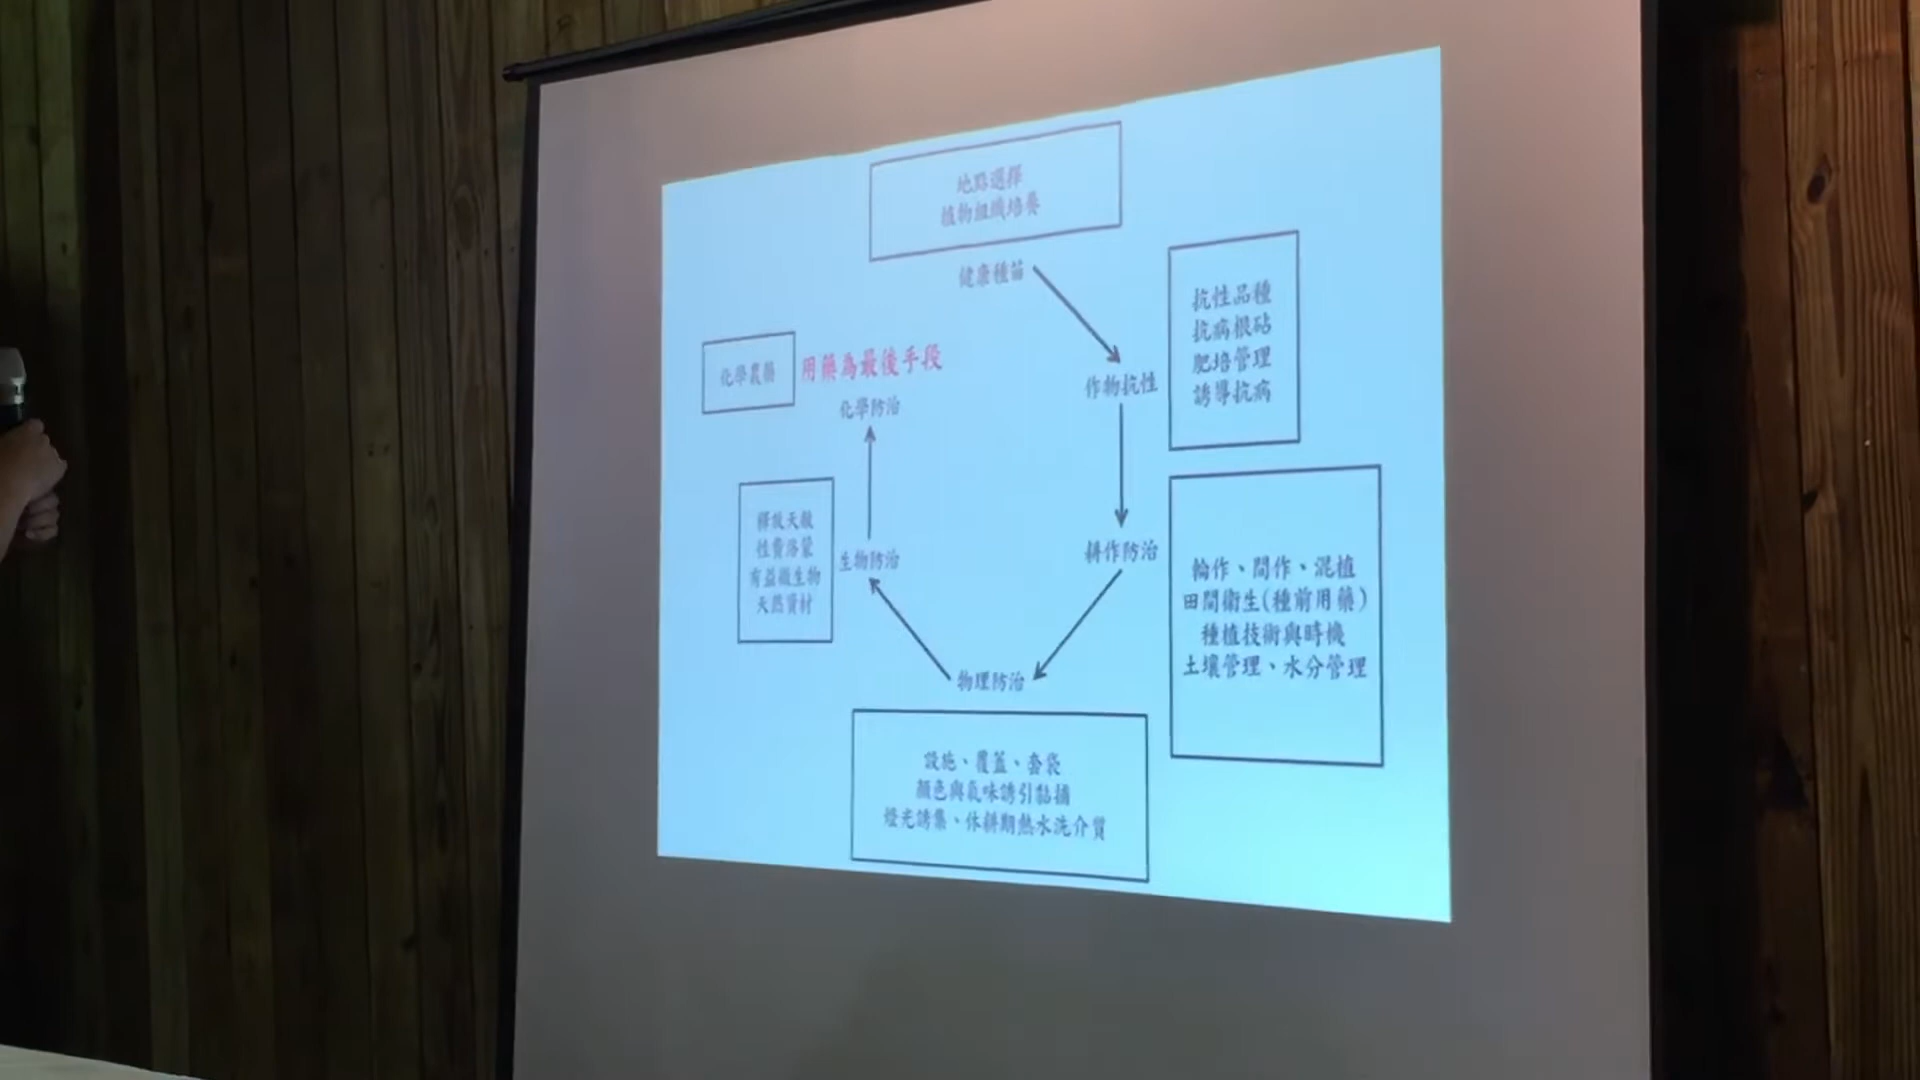 地點選擇
植物組織培養
健康種苗
抗性品種
抗病根砧
肥培管理
誘導抗病
作物抗性
化學農藥
用藥為最後手段
化學防治
釋放天敵
性費洛蒙
有益微生物
天然資材
生物防治
耕作防治
輪作、間作、混植
田間衛生(種前用藥)
種植技術與時機
土壤管理、水分管理
物理防治
設施、覆蓋、套袋
顏色與氣味誘引黏捕
燈光誘集、休耕期熱水洗介質